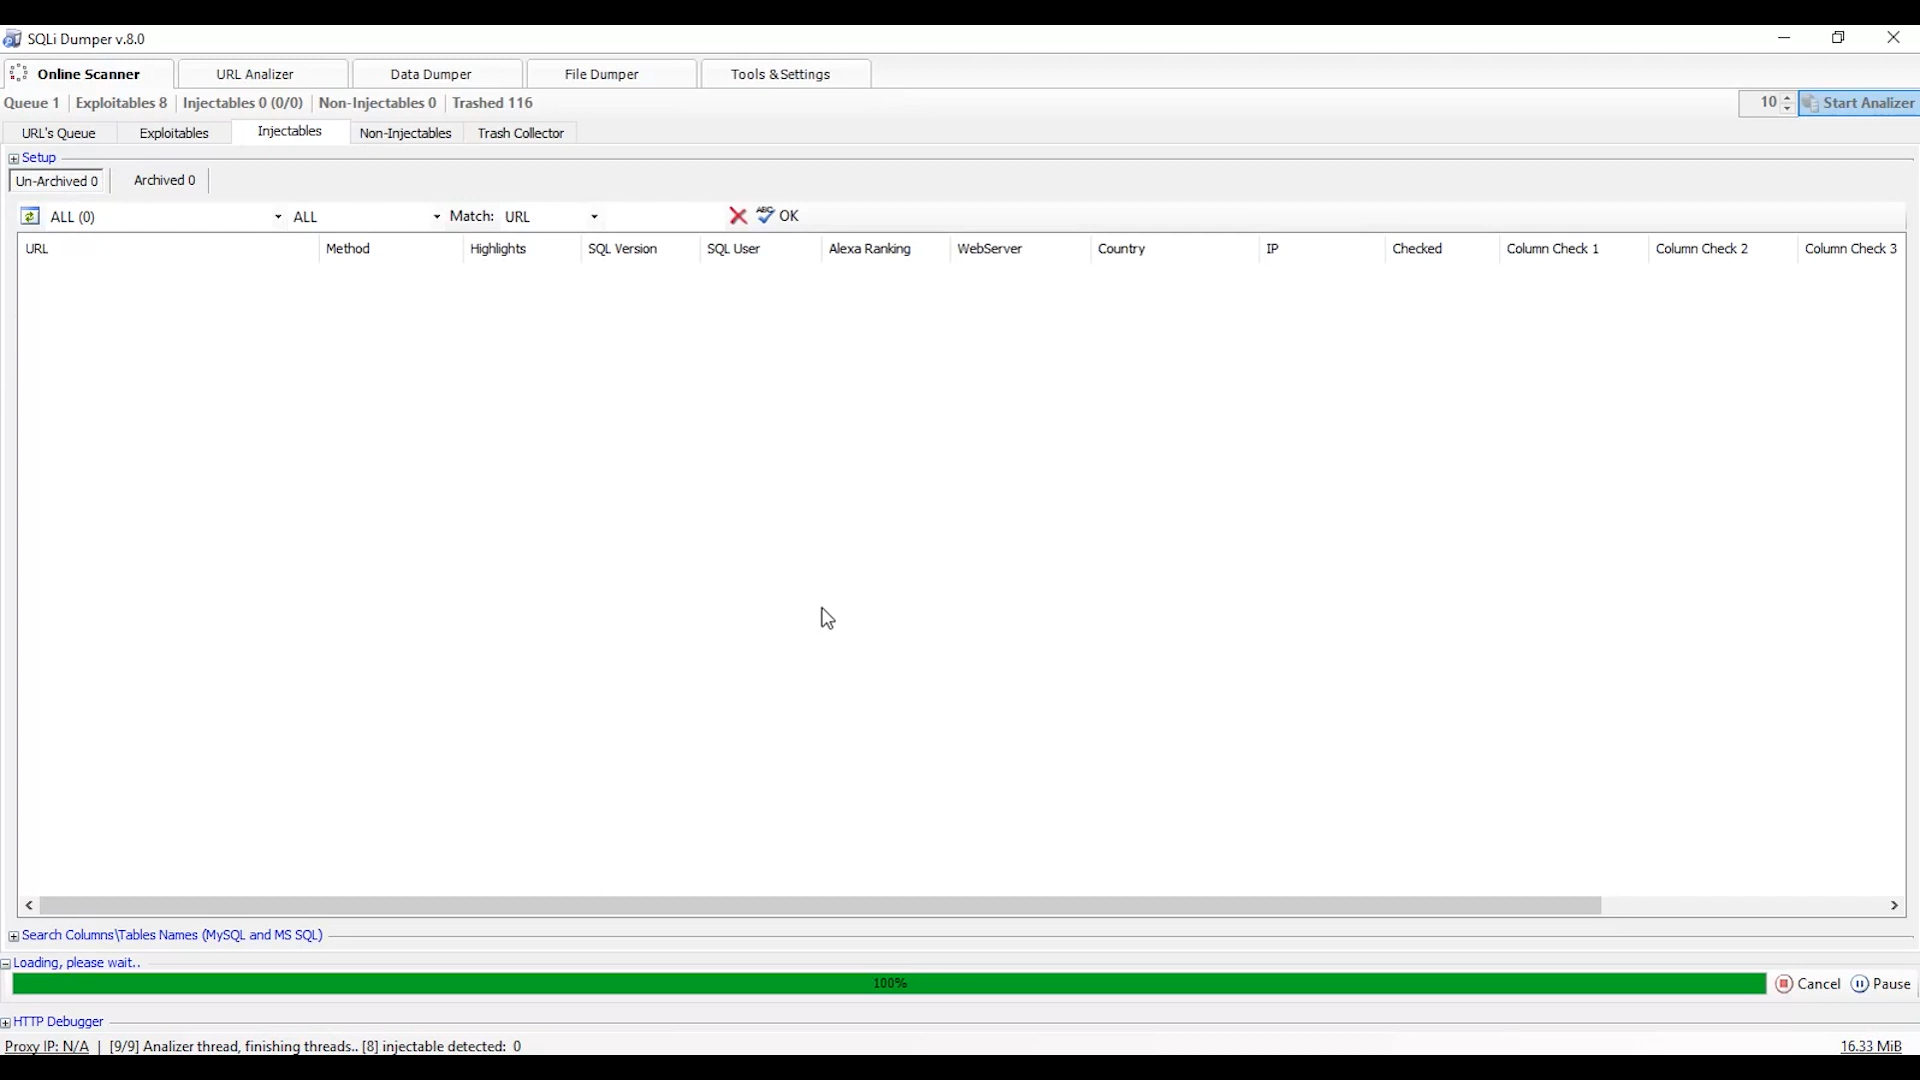 SQLi Dumper v.8.0
Online Scanner URL Analizer Data Dumper File Dumper Tools & Settings
Queue 1 Exploitables 8 Injectables 0 (0/0) Non-Injectables 0 Trashed 116 10 Start Analizer
URL's Queue Exploitables Injectables Non-Injectables Trash Collector
Setup
Un-Archived 0 Archived 0
ALL (0) ALL Match: URL OK
URL Method Highlights SQL Version SQL User Alexa Ranking WebServer Country IP Checked Column Check 1 Column Check 2 Column Check 3
Search Columns\Tables Names (MySQL and MS SQL)
Loading, please wait..
100% Cancel Pause
HTTP Debugger
Proxy IP: N/A | [9/9] Analizer thread, finishing threads.. [8] injectable detected: 0 16.33 MiB